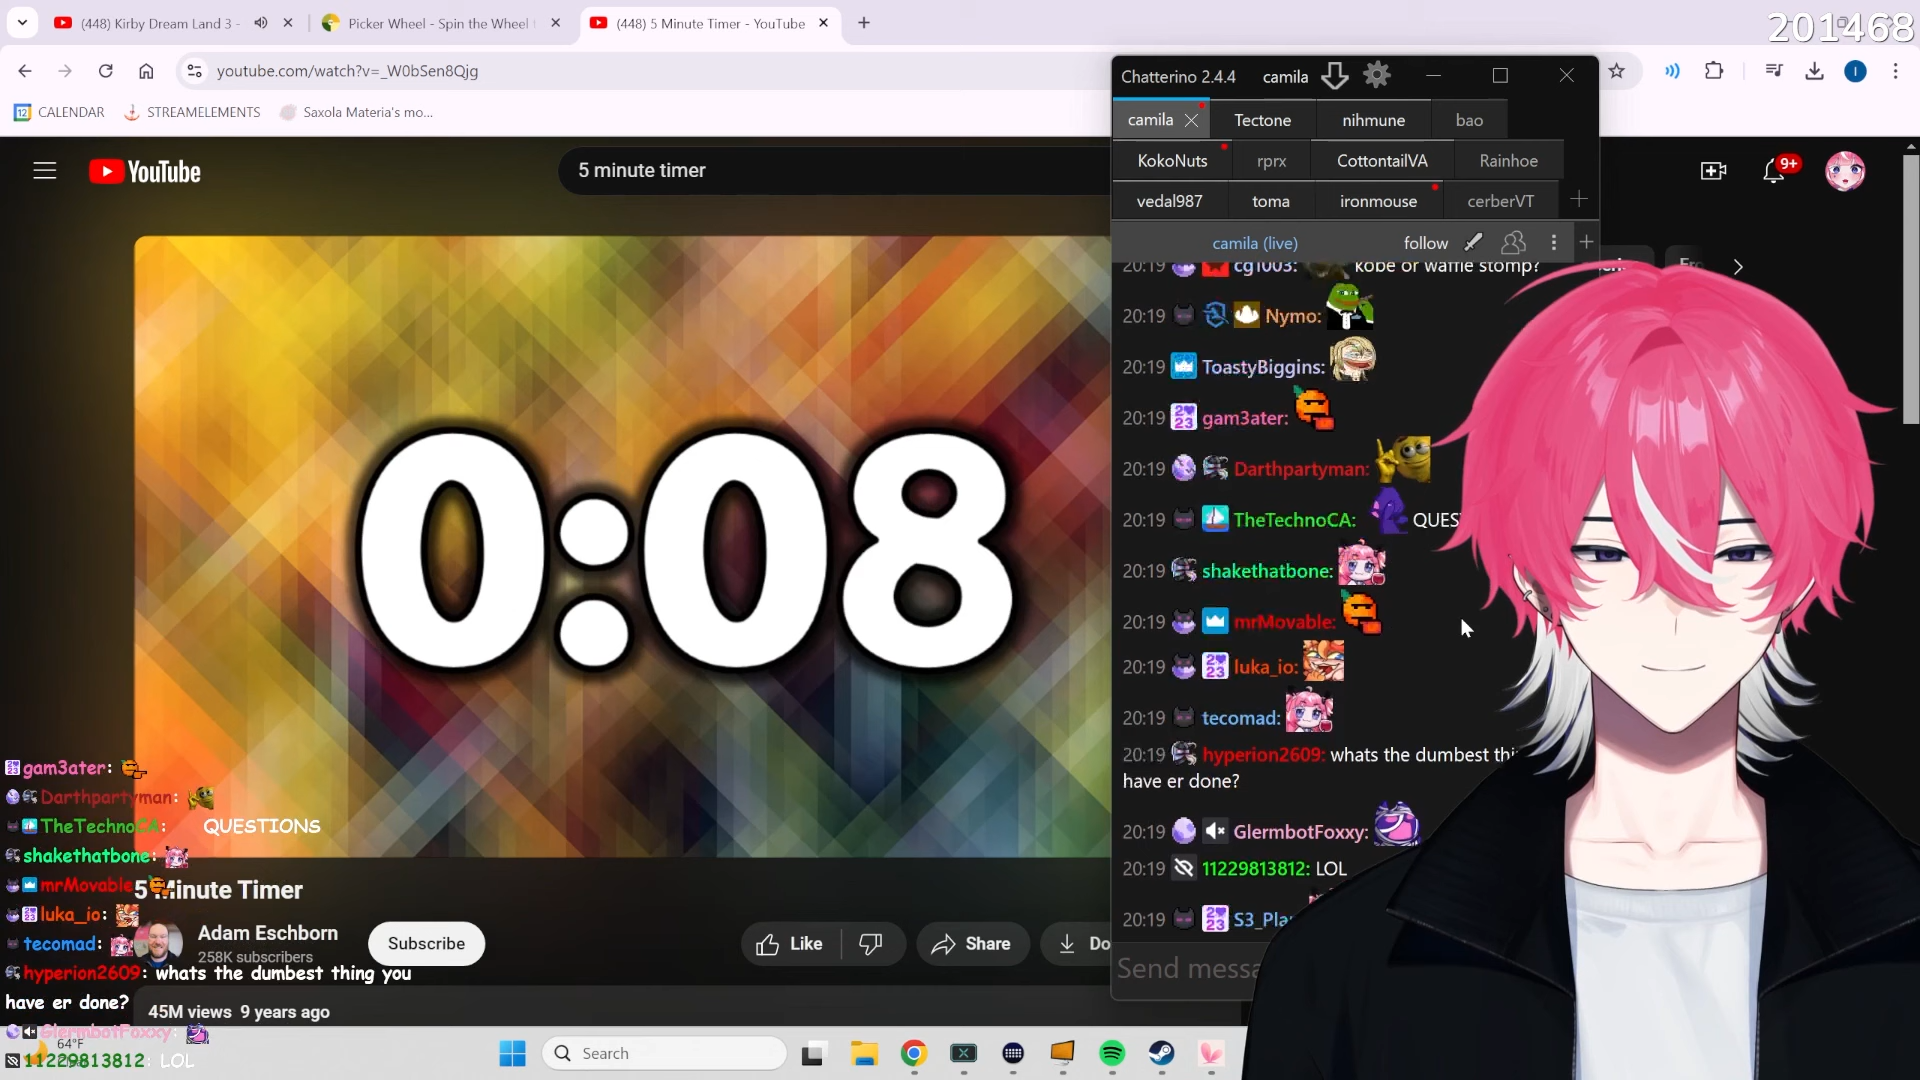 (448) Kirby Dream Land 3 -
Picker Wheel - Spin the Wheel
(448) 5 Minute Timer - YouTube
201468
youtube.com/watch?v=_W0bSen8Qjg
CALENDAR
STREAMELEMENTS
Saxola Materia's mo...
YouTube
5 minute timer
9+
0:08
5 Minute Timer
Adam Eschborn
258K subscribers
Subscribe
Like
Share
Do
45M views 9 years ago
Chatterino 2.4.4
camila
camila
Tectone
nihmune
bao
KokoNuts
rprx
CottontailVA
Rainhoe
vedal987
toma
ironmouse
cerberVT
camila (live)
follow
20:19 cg1003: kobe or waffle stomp?
20:19 Nymo:
20:19 ToastyBiggins:
20:19 gam3ater:
20:19 Darthpartyman:
20:19 TheTechnoCA: QUES
20:19 shakethatbone:
20:19 mrMovable:
20:19 luka_io:
20:19 tecomad:
20:19 hyperion2609: whats the dumbest thi
have er done?
20:19 GlermbotFoxxy:
20:19 11229813812: LOL
20:19 S3_Pla
Send messa
gam3ater:
Darthpartyman:
TheTechnoCA: QUESTIONS
shakethatbone:
mrMovable
luka_io:
tecomad:
hyperion2609: whats the dumbest thing you
have er done?
GlermbotFoxxy:
11229813812: LOL
64°F
Search